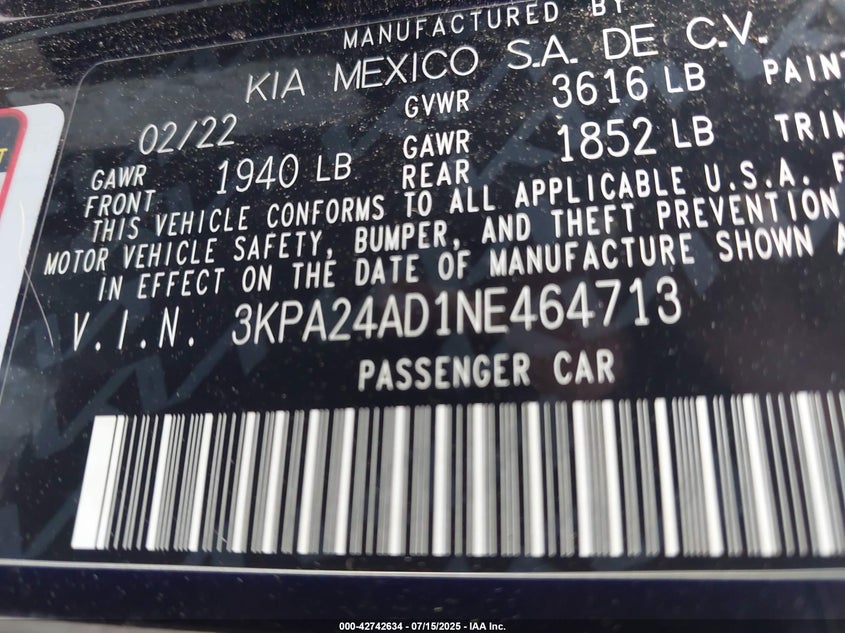 MANUFACTURED BY
KIA MEXICO S.A. DE C.V.
02/22 GVWR 3616 LB PAINT
GAWR FRONT 1940 LB GAWR REAR 1852 LB TRIM
THIS VEHICLE CONFORMS TO ALL APPLICABLE U.S.A. F
MOTOR VEHICLE SAFETY, BUMPER, AND THEFT PREVENTION
IN EFFECT ON THE DATE OF MANUFACTURE SHOWN A
V.I.N. 3KPA24AD1NE464713
PASSENGER CAR
000-42742634 - 07/15/2025 - IAA Inc.